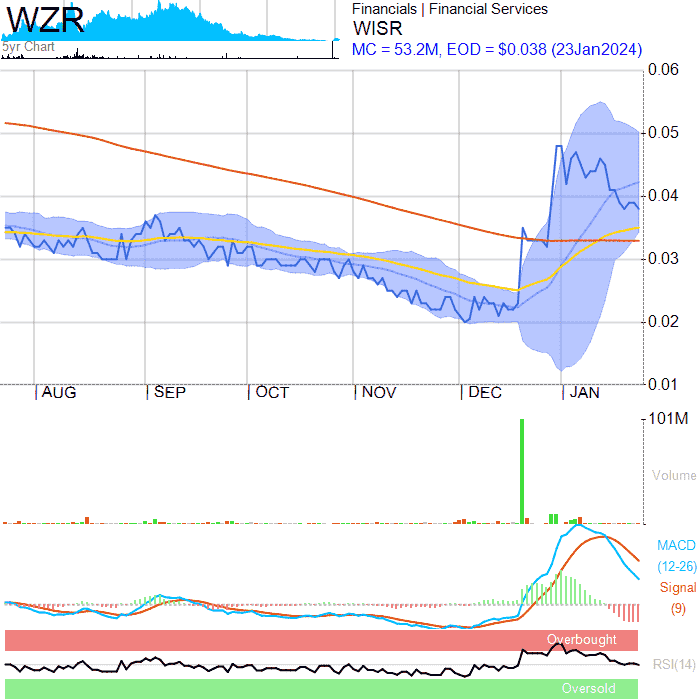 WZR
5yr Chart
Financials | Financial Services
WISR
MC = 53.2M, EOD = $0.038 (23Jan2024)
0.06
0.05
0.04
0.03
0.02
0.01
AUG SEP OCT NOV DEC JAN
101M
Volume
MACD
(12-26)
Signal
(9)
Overbought
RSI(14)
Oversold